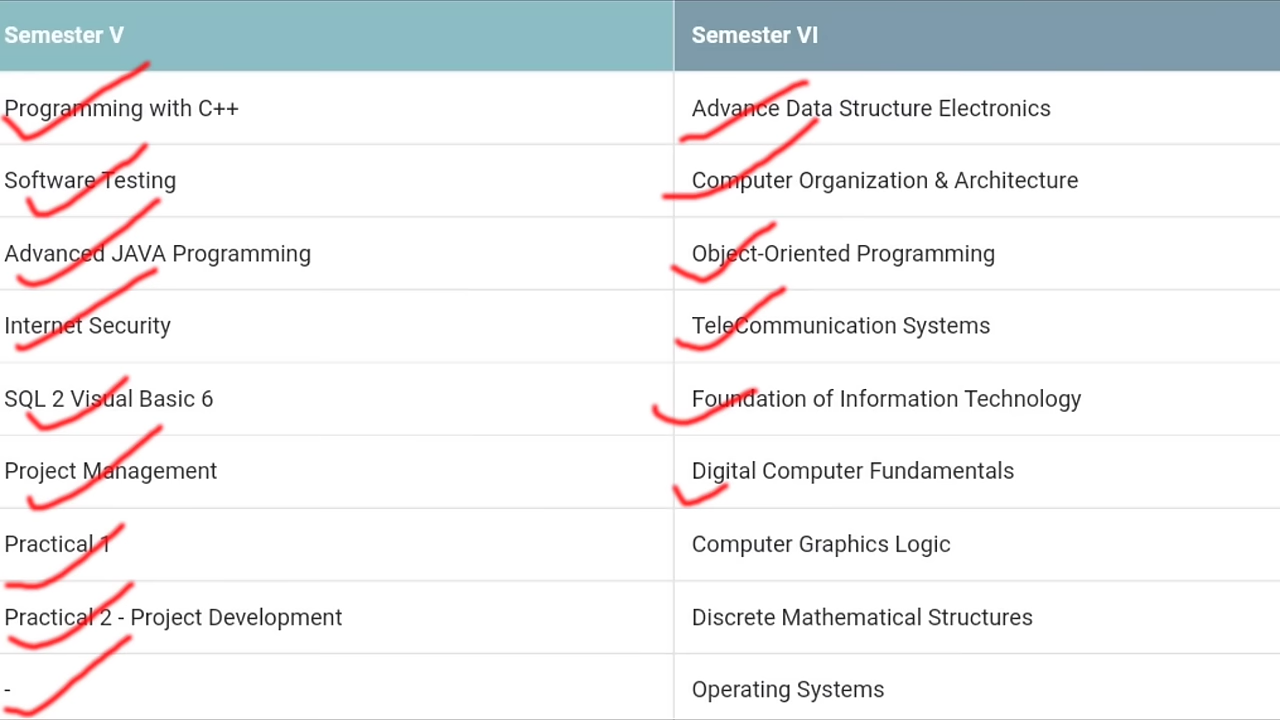 Semester V Semester VI
Programming with C++ Advance Data Structure Electronics
Software Testing Computer Organization & Architecture
Advanced JAVA Programming Object-Oriented Programming
Internet Security TeleCommunication Systems
SQL 2 Visual Basic 6 Foundation of Information Technology
Project Management Digital Computer Fundamentals
Practical 1 Computer Graphics Logic
Practical 2 - Project Development Discrete Mathematical Structures
- Operating Systems